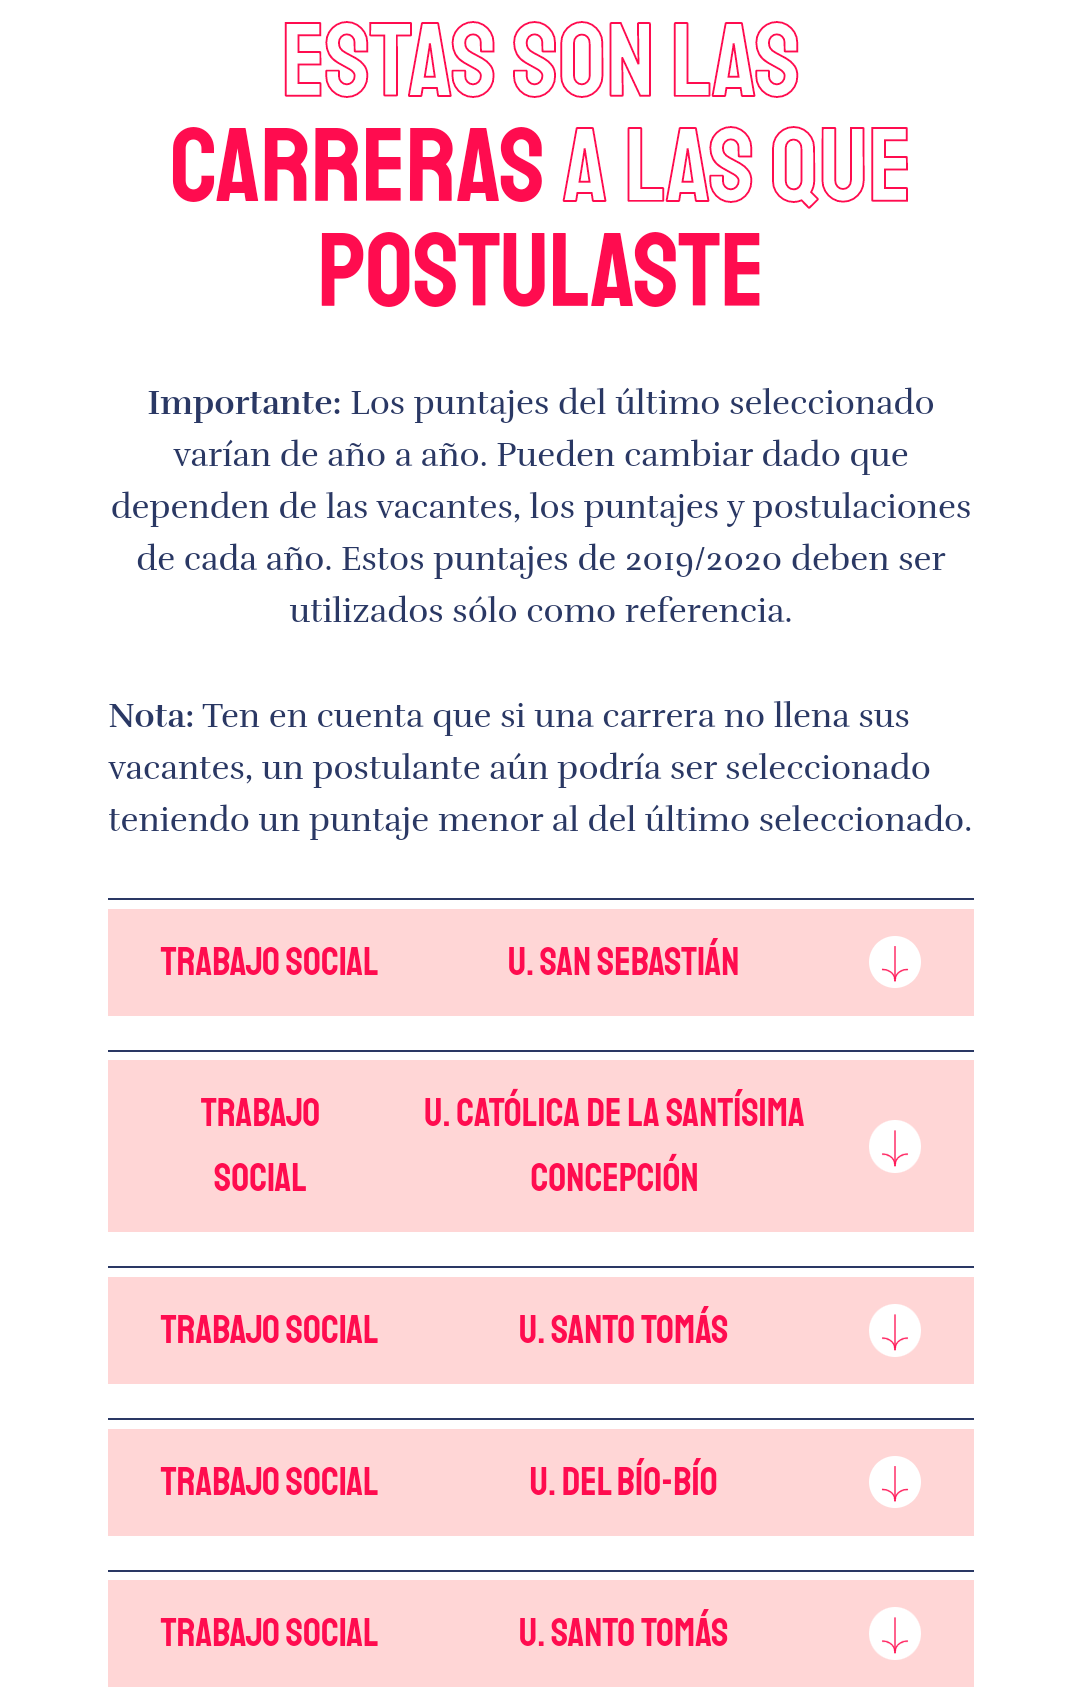 ESTAS SON LAS
CARRERAS A LAS QUE
POSTULASTE
Importante: Los puntajes del último seleccionado
varían de año a año. Pueden cambiar dado que
dependen de las vacantes, los puntajes y postulaciones
de cada año. Estos puntajes de 2019/2020 deben ser
utilizados sólo como referencia.
Nota: Ten en cuenta que si una carrera no llena sus
vacantes, un postulante aún podría ser seleccionado
teniendo un puntaje menor al del último seleccionado.
TRABAJO SOCIAL U. SAN SEBASTIÁN
TRABAJO U. CATÓLICA DE LA SANTÍSIMA
SOCIAL CONCEPCIÓN
TRABAJO SOCIAL U. SANTO TOMÁS
TRABAJO SOCIAL U. DEL BÍO-BÍO
TRABAJO SOCIAL U. SANTO TOMÁS